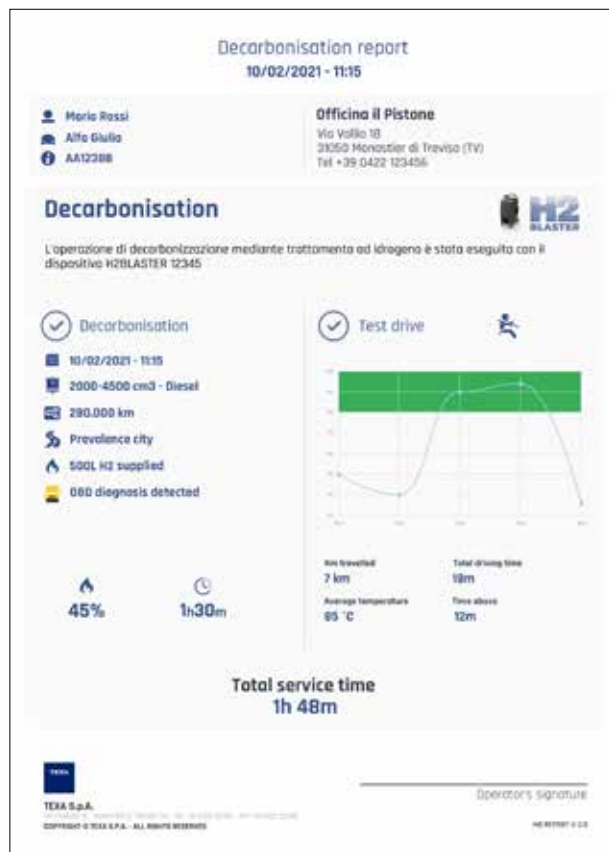 Decarbonisation report
10/02/2021 - 11:15
Mario Rossi
Alfa Giulia
AA123BB
Officina il Pistone
Via Vallio 18
31050 Monastier di Treviso (TV)
Tel +39 0422 123456
Decarbonisation
H2
BLASTER
L'operazione di decarbonizzazione mediante trattamento ad idrogeno è stata eseguita con il
dispositivo H2BLASTER 12345
Decarbonisation
10/02/2021 - 11:15
2000-4500 cm3 - Diesel
280.000 km
Prevalence city
500L H2 supplied
OBD diagnosis detected
45%
1h30m
Test drive
Km travelled
7 km
Total driving time
18m
Average temperature
85 °C
Time above
12m
Total service time
1h 48m
TEXA
TEXA S.p.A.
COPYRIGHT © TEXA S.P.A. - ALL RIGHTS RESERVED
Operator's signature